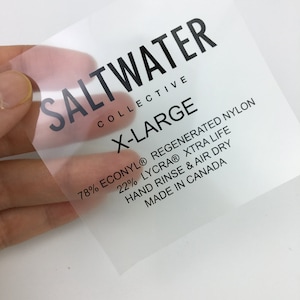 SALTWATER
COLLECTIVE
X-LARGE
78% ECONYL® REGENERATED NYLON
22% LYCRA® XTRA LIFE
HAND RINSE & AIR DRY
MADE IN CANADA